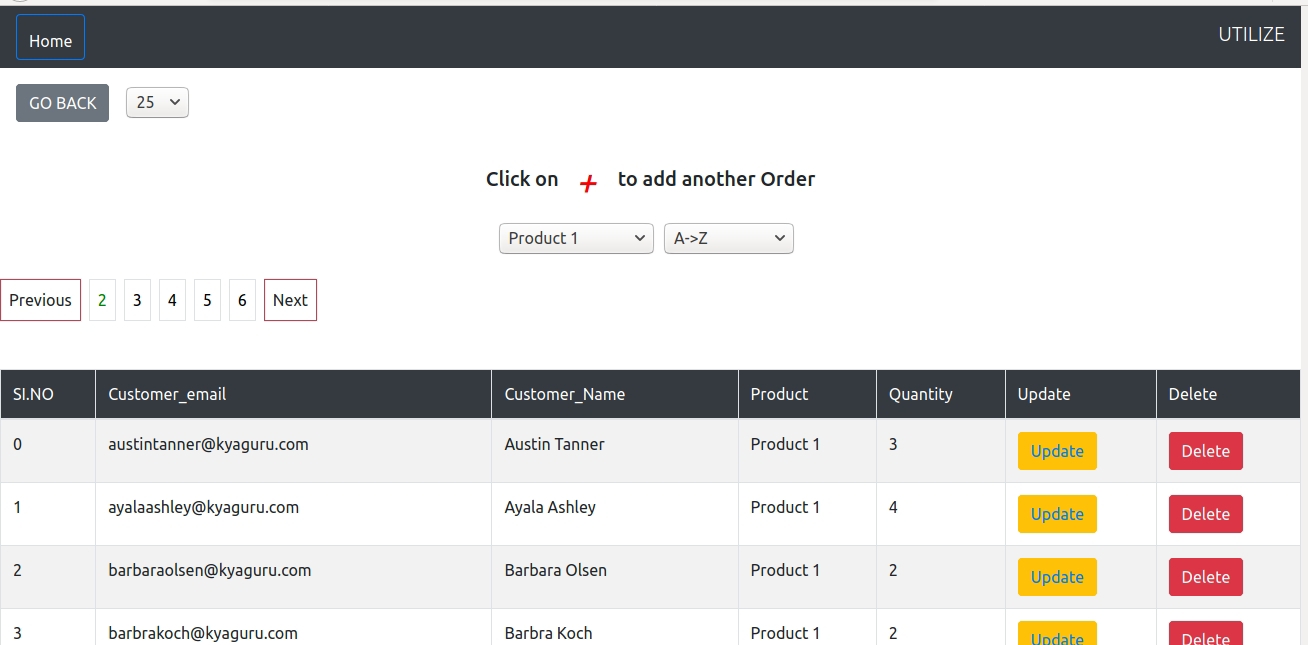 Home UTILIZE
GO BACK 25
Click on + to add another Order
Product 1 A->Z
Previous 2 3 4 5 6 Next
SI.NO Customer_email Customer_Name Product Quantity Update Delete
0 austintanner@kyaguru.com Austin Tanner Product 1 3 Update Delete
1 ayalaashley@kyaguru.com Ayala Ashley Product 1 4 Update Delete
2 barbaraolsen@kyaguru.com Barbara Olsen Product 1 2 Update Delete
3 barbrakoch@kyaguru.com Barbra Koch Product 1 2 Update Delete